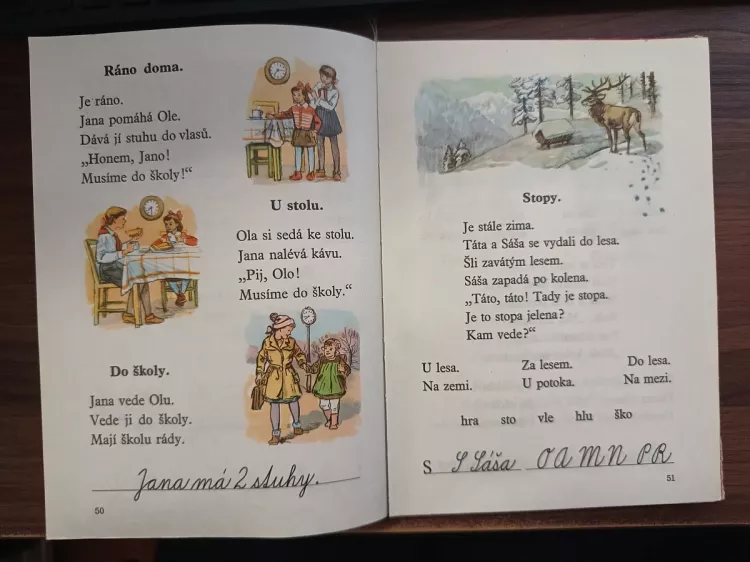 Ráno doma.
Je ráno.
Jana pomáhá Ole.
Dává jí stuhu do vlasů.
„Honem, Jano!
Musíme do školy!“
U stolu.
Ola si sedá ke stolu.
Jana nalévá kávu.
„Pij, Olo!
Musíme do školy.“
Do školy.
Jana vede Olu.
Vede ji do školy.
Mají školu rády.
Jana má 2 stuhy.
50
Stopy.
Je stále zima.
Táta a Sáša se vydali do lesa.
Šli zavátým lesem.
Sáša zapadá po kolena.
„Táto, táto! Tady je stopa.
Je to stopa jelena?
Kam vede?“
U lesa. Za lesem. Do lesa.
Na zemi. U potoka. Na mezi.
hra sto vle hlu ško
S S Sáša O A M N P R
51